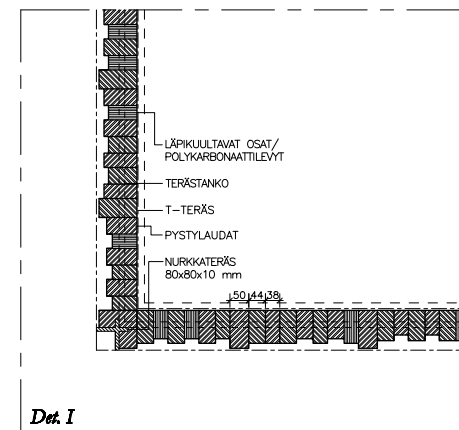 LÄPIKUULTAVAT OSAT/
POLYKARBONAATTILEVYT
TERÄSTANKO
T-TERÄS
PYSTYLAUDAT
NURKKATERÄS
80x80x10 mm
50 44 38
Det. I